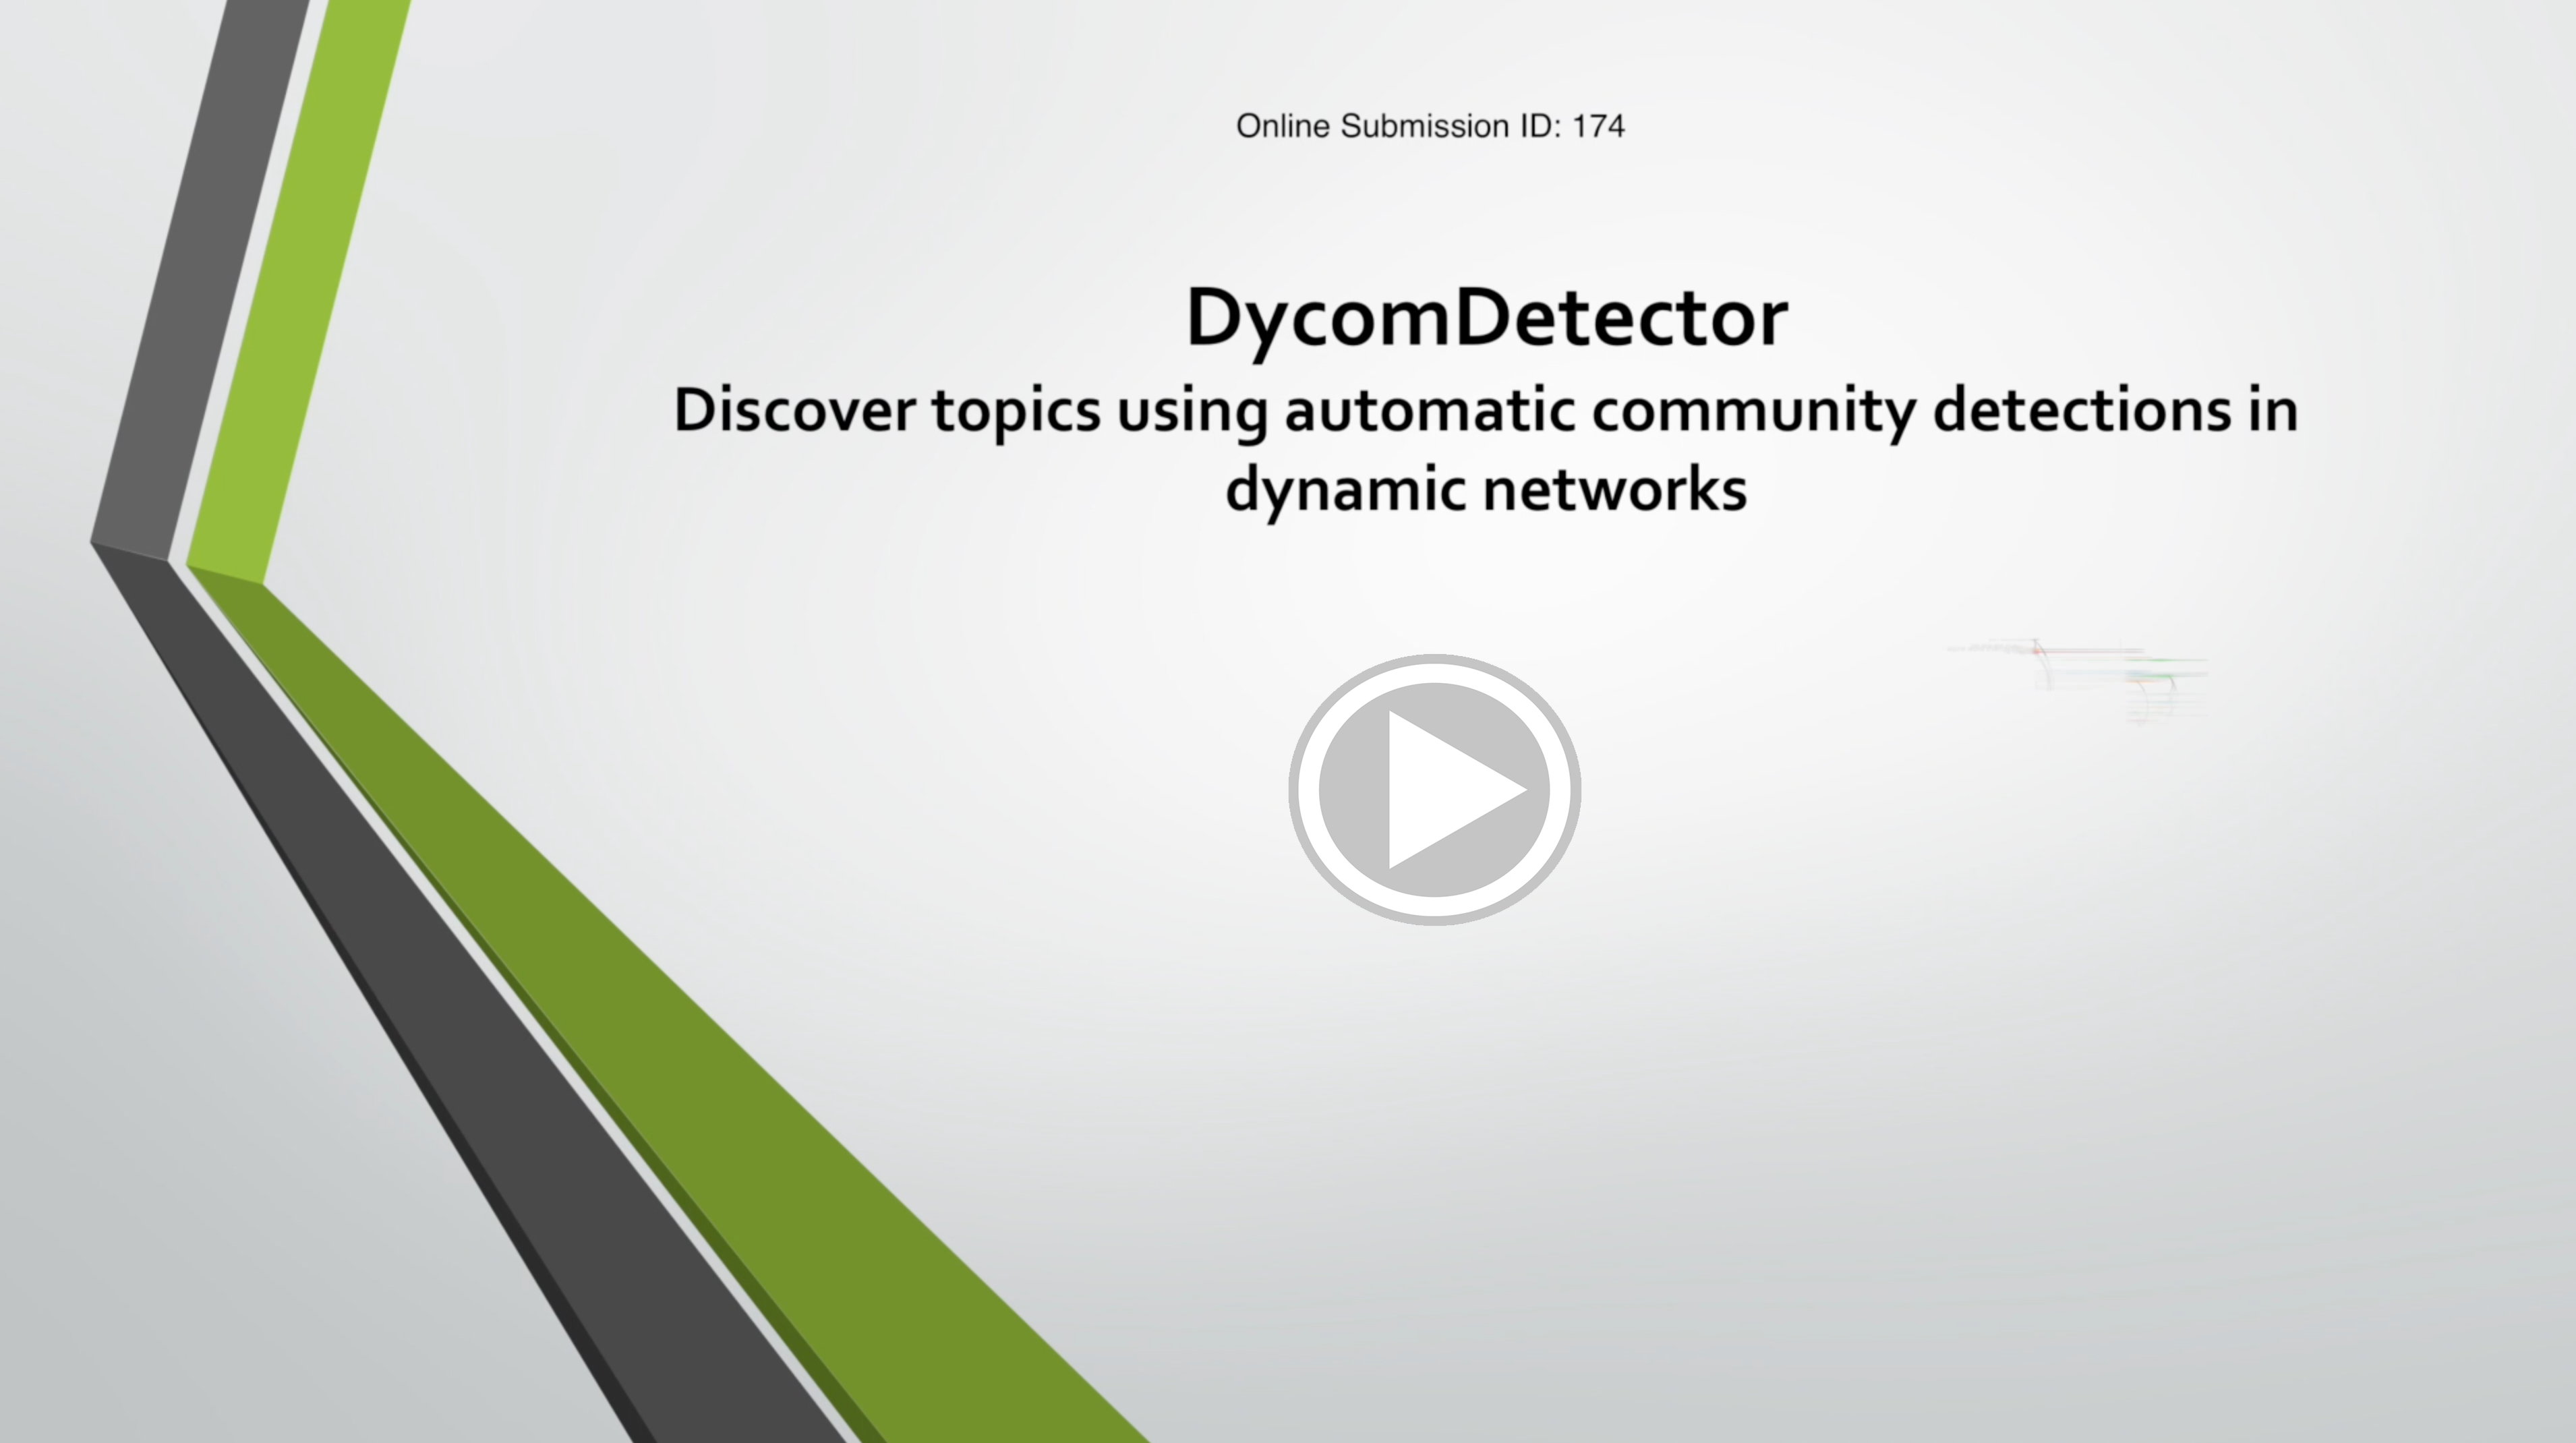 Online Submission ID: 174
DycomDetector
Discover topics using automatic community detections in
dynamic networks